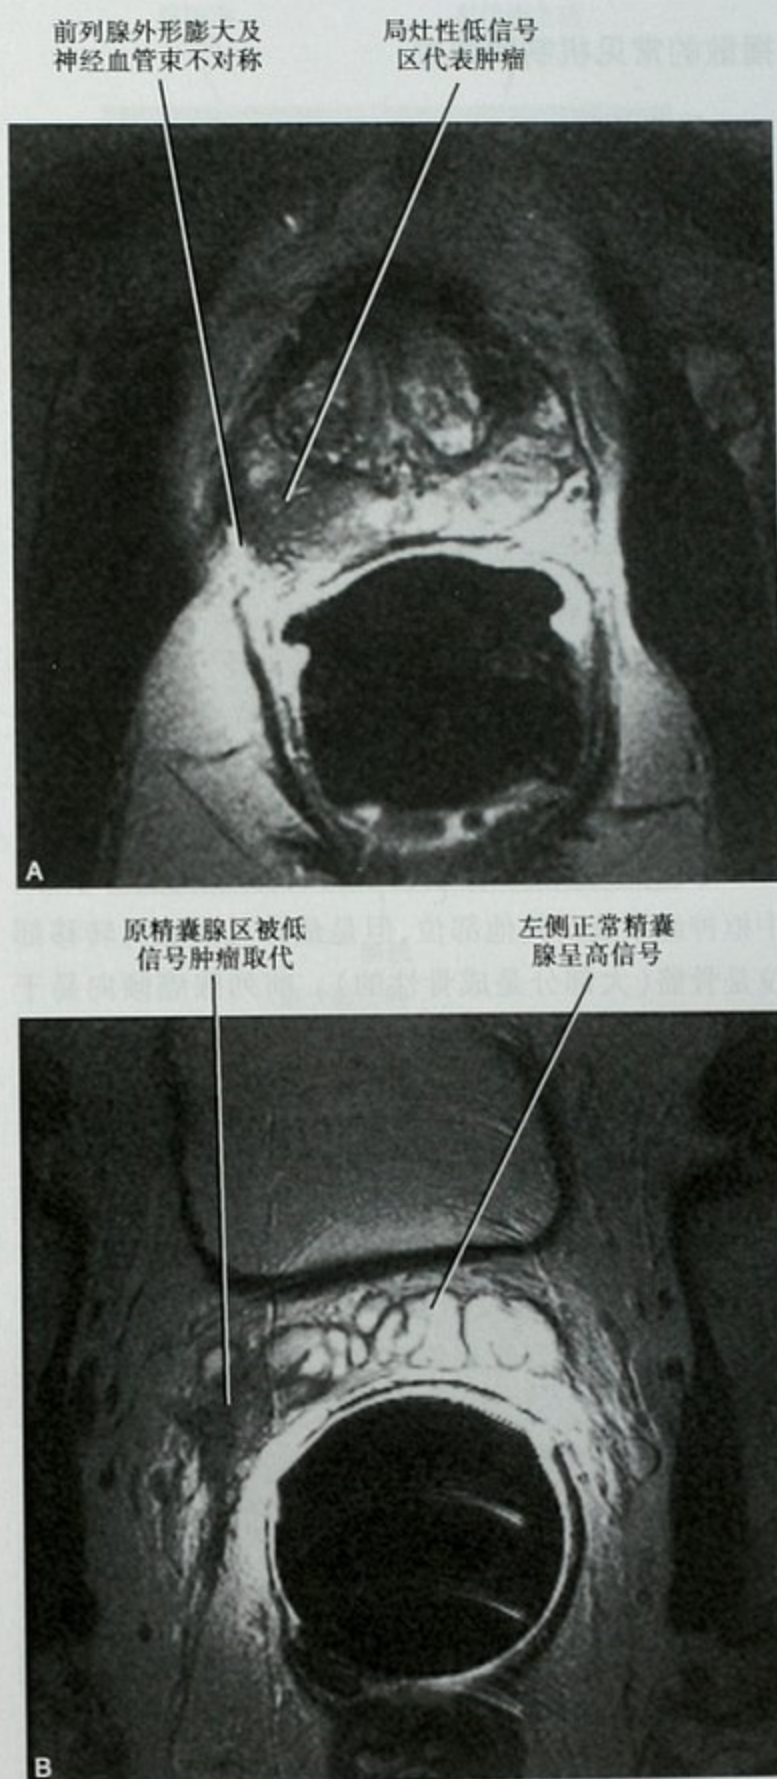 前列腺外形膨大及
神经血管束不对称
局灶性低信号
区代表肿瘤
A
原精囊腺区被低
信号肿瘤取代
左侧正常精囊
腺呈高信号
B